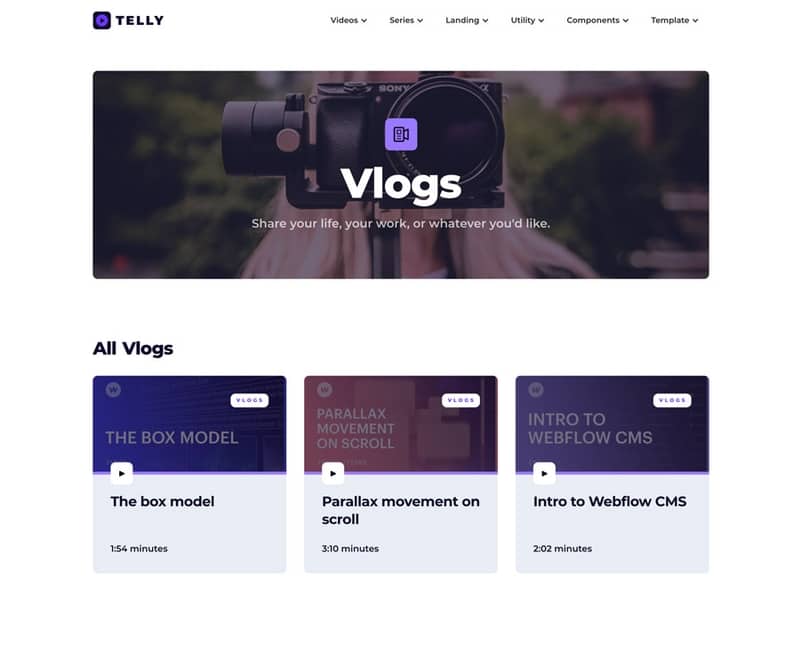 TELLY
Videos Series Landing Utility Components Template
SONY α
Vlogs
Share your life, your work, or whatever you'd like.
All Vlogs
W
VLOGS
THE BOX MODEL
The box model
1:54 minutes
W
VLOGS
PARALLAX
MOVEMENT
ON SCROLL
Parallax movement on
scroll
3:10 minutes
W
VLOGS
INTRO TO
WEBFLOW CMS
Intro to Webflow CMS
2:02 minutes